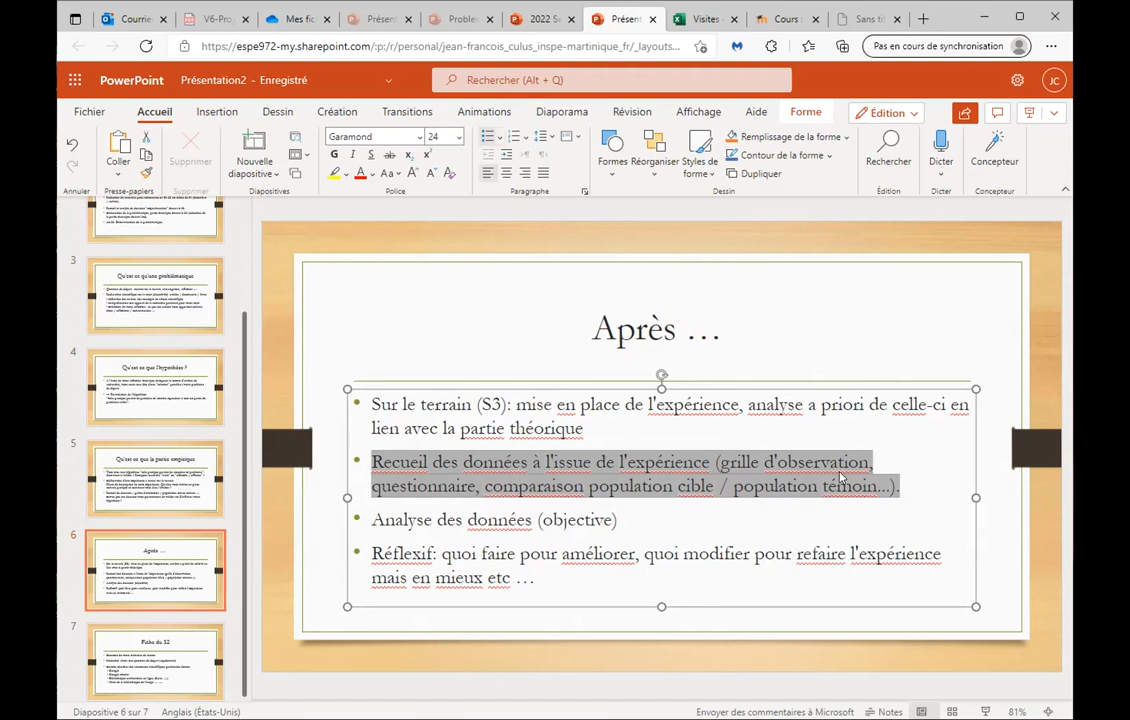 Courrie
V6-Pro
Mes fic
Présent
Probler
2022 Se
Présent
Visites
Cours
Sans ti
https://espe972-my.sharepoint.com/:p:/r/personal/jean-francois_culus_inspe-martinique_fr/_layouts...
Pas en cours de synchronisation
PowerPoint
Présentation2 - Enregistré
Rechercher (Alt + Q)
JC
Fichier
Accueil
Insertion
Dessin
Création
Transitions
Animations
Diaporama
Révision
Affichage
Aide
Forme
Édition
Coller
Supprimer
Nouvelle diapositive
Garamond
24
Formes
Réorganiser
Styles de forme
Remplissage de la forme
Contour de la forme
Dupliquer
Rechercher
Dicter
Concepteur
Annuler
Presse-papiers
Diapositives
Police
Paragraphe
Dessin
Édition
Dicter
Concepteur
3
Qu'est ce qu'une problématique
4
Qu'est ce que l'hypothèse ?
5
Qu'est ce que la partie empirique
6
Après …
7
Fiche du S2
Après …
• Sur le terrain (S3): mise en place de l'expérience, analyse a priori de celle-ci en
lien avec la partie théorique
• Recueil des données à l'issue de l'expérience (grille d'observation,
questionnaire, comparaison population cible / population témoin...).
• Analyse des données (objective)
• Réflexif: quoi faire pour améliorer, quoi modifier pour refaire l'expérience
mais en mieux etc …
Diapositive 6 sur 7
Anglais (États-Unis)
Envoyer des commentaires à Microsoft
Notes
81%